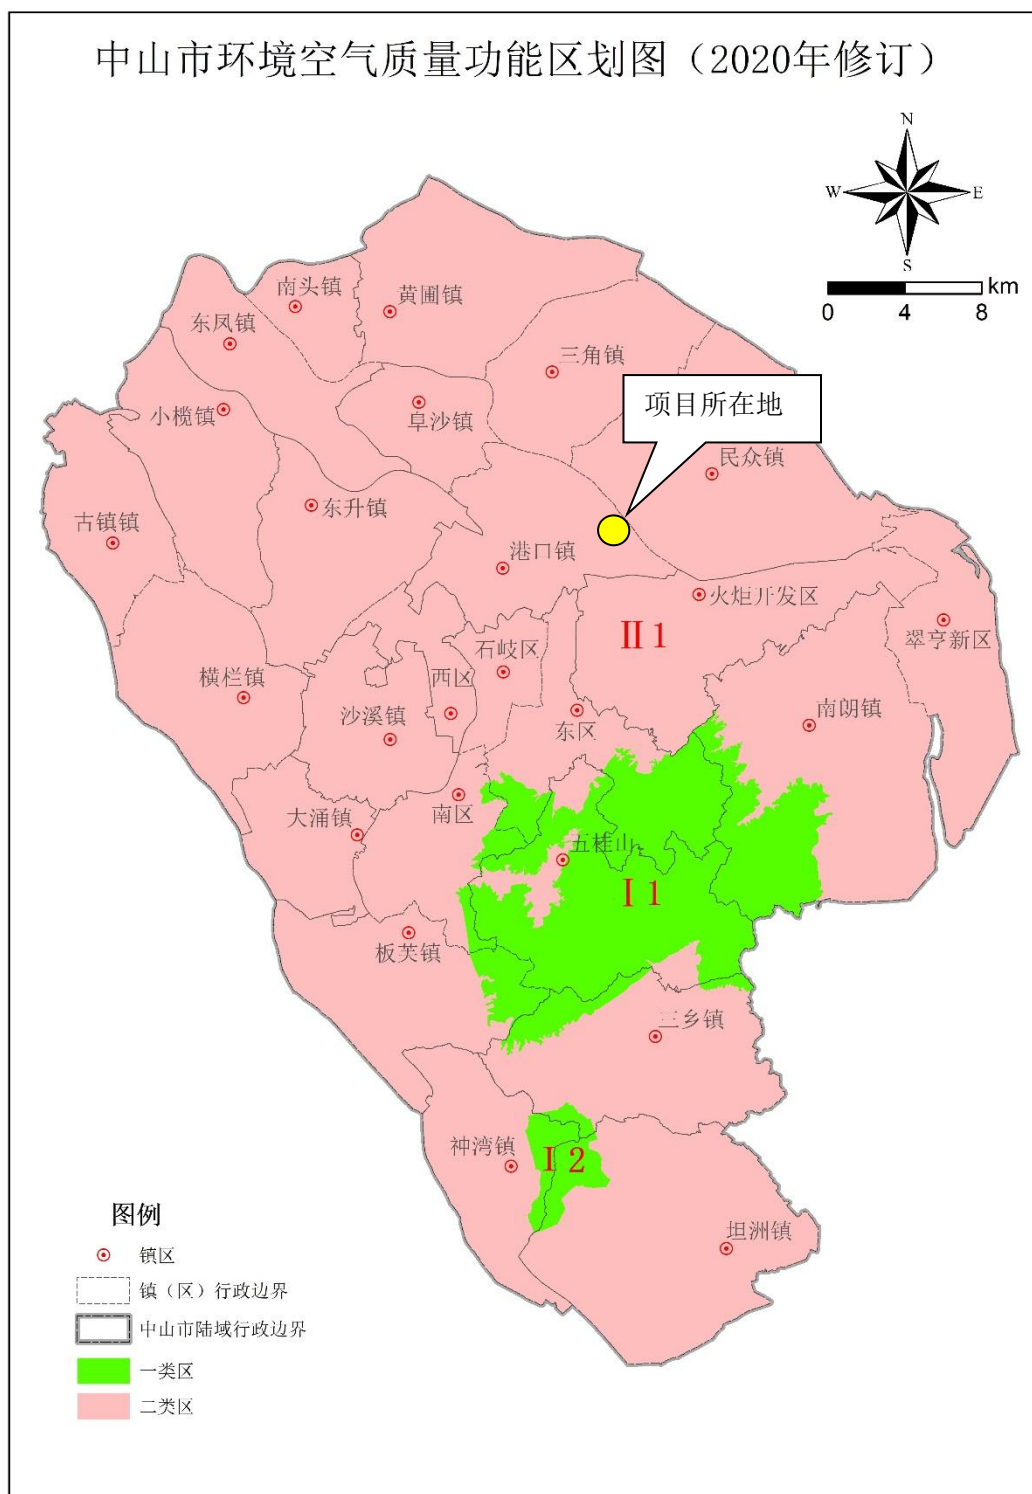 中山市环境空气质量功能区划图（2020年修订）
N
W
E
S
km
0
4
8
南头镇
黄圃镇
东凤镇
三角镇
项目所在地
小榄镇
阜沙镇
民众镇
东升镇
古镇镇
港口镇
火炬开发区
翠亨新区
石岐区
Ⅱ1
横栏镇
西区
沙溪镇
东区
南朗镇
大涌镇
南区
五桂山
Ⅰ1
板芙镇
三乡镇
神湾镇
Ⅰ2
坦洲镇
图例
镇区
镇（区）行政边界
中山市陆域行政边界
一类区
二类区